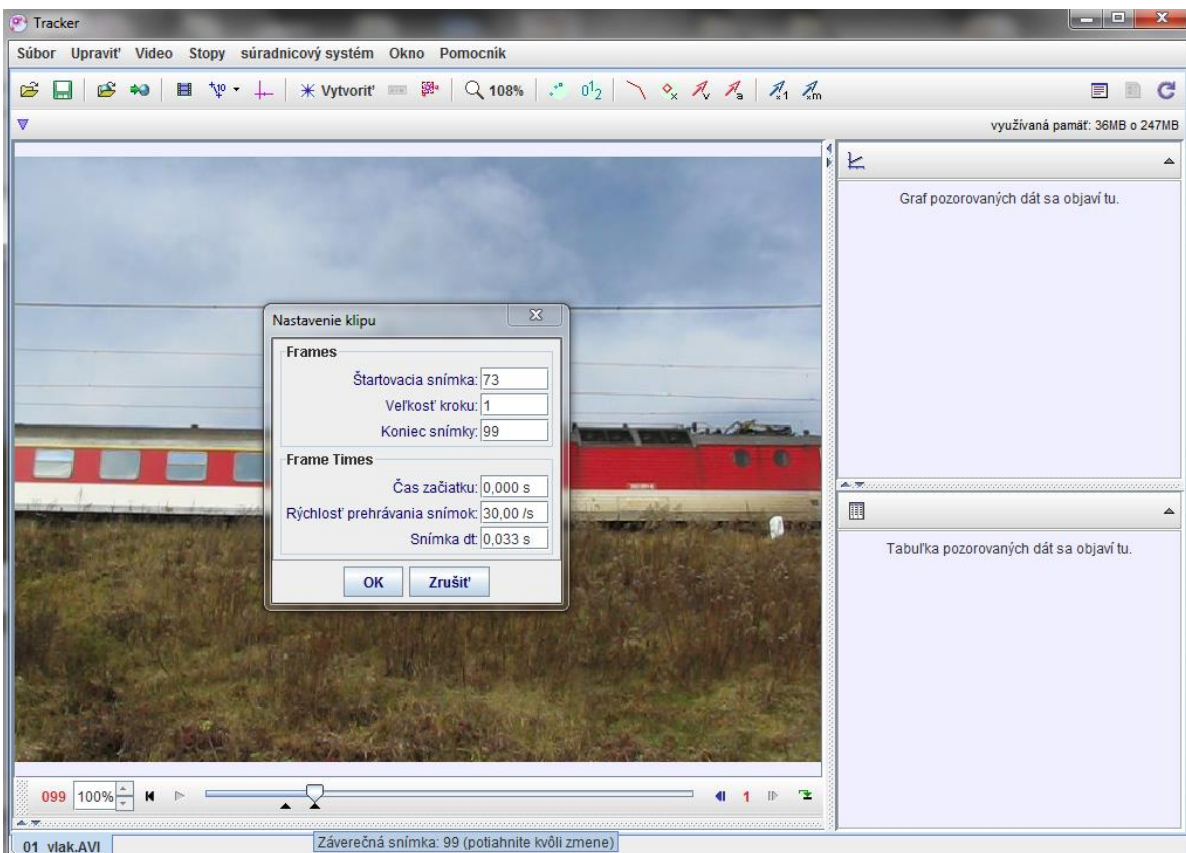 Tracker
Súbor Upraviť Video Stopy súradnicový systém Okno Pomocník
Vytvoriť 108%
využívaná pamäť: 36MB o 247MB
Graf pozorovaných dát sa objaví tu.
Nastavenie klipu
Frames
Štartovacia snímka: 73
Veľkosť kroku: 1
Koniec snímky: 99
Frame Times
Čas začiatku: 0,000 s
Rýchlosť prehrávania snímok: 30,00 /s
Snímka dt: 0,033 s
OK Zrušiť
Tabuľka pozorovaných dát sa objaví tu.
099 100% 1
Záverečná snímka: 99 (potiahnite kvôli zmene)
01_vlak.AVI